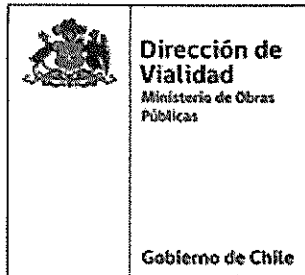 Dirección de
Vialidad
Ministerio de Obras
Públicas
Gobierno de Chile